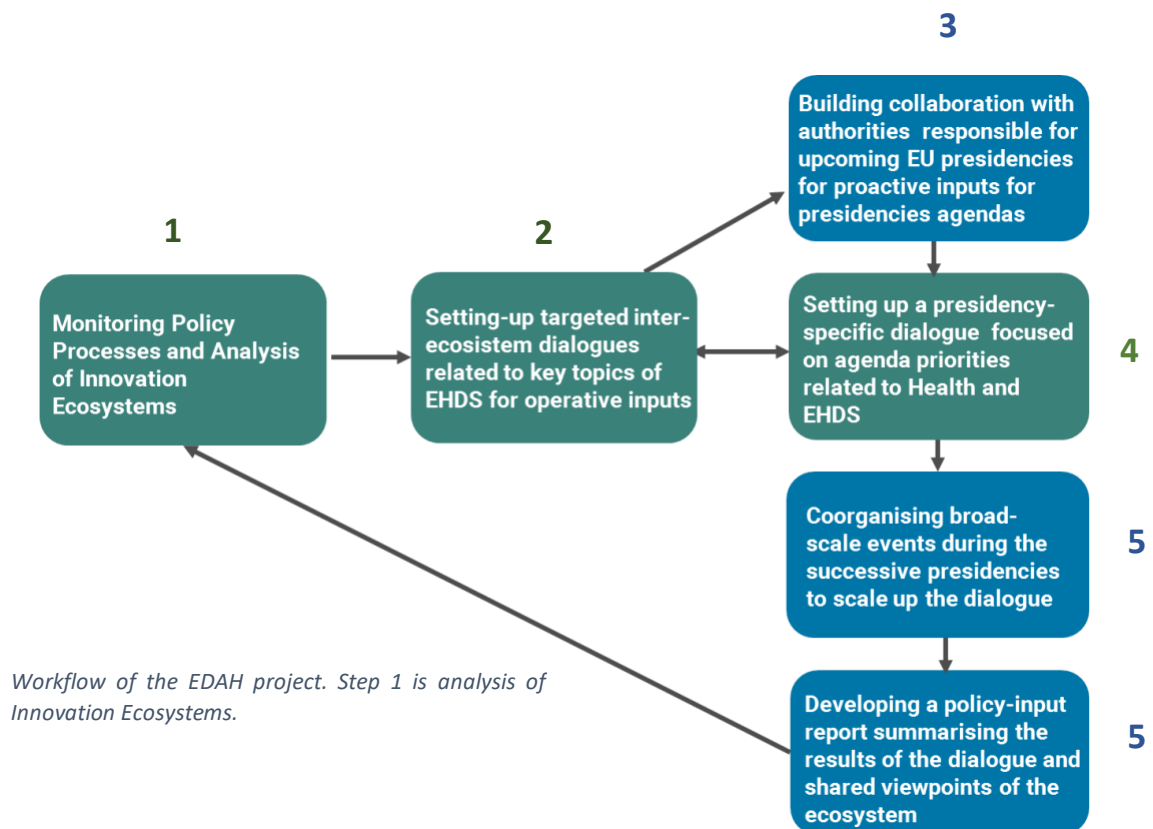 3
Building collaboration with
authorities responsible for
upcoming EU presidencies
for proactive inputs for
presidencies agendas
1
2
Monitoring Policy
Processes and Analysis
of Innovation
Ecosystems
Setting-up targeted inter-
ecosistem dialogues
related to key topics of
EHDS for operative inputs
Setting up a presidency-
specific dialogue focused
on agenda priorities
related to Health and
EHDS
4
Coorganising broad-
scale events during the
successive presidencies
to scale up the dialogue
5
Workflow of the EDAH project. Step 1 is analysis of
Innovation Ecosystems.
Developing a policy-input
report summarising the
results of the dialogue and
shared viewpoints of the
ecosystem
5